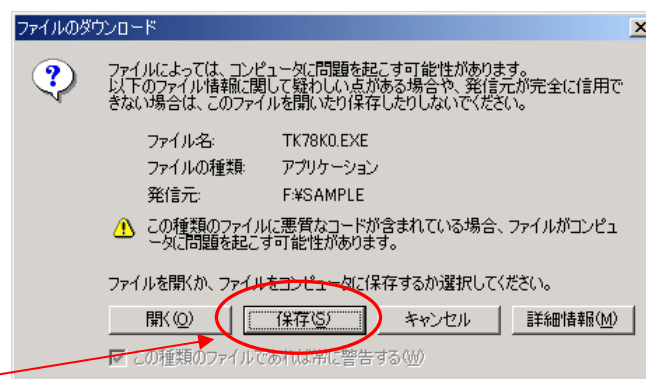 ファイルのダウンロード
ファイルによっては、コンピュータに問題を起こす可能性があります。
以下のファイル情報に関して疑わしい点がある場合や、発信元が完全に信用で
きない場合は、このファイルを開いたり保存したりしないでください。
ファイル名: TK78K0.EXE
ファイルの種類: アプリケーション
発信元: F:¥SAMPLE
この種類のファイルに悪質なコードが含まれている場合、ファイルがコンピュ
ータに問題を起こす可能性があります。
ファイルを開くか、ファイルをコンピュータに保存するか選択してください。
開く(O) 保存(S) キャンセル 詳細情報(M)
この種類のファイルであれば常に警告する(W)